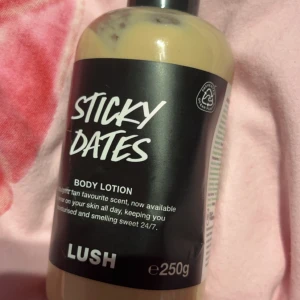 STICKY
DATES
BODY LOTION
fan favourite scent, now available
on your skin all day, keeping you
and smelling sweet 24/7.
LUSH
e250g